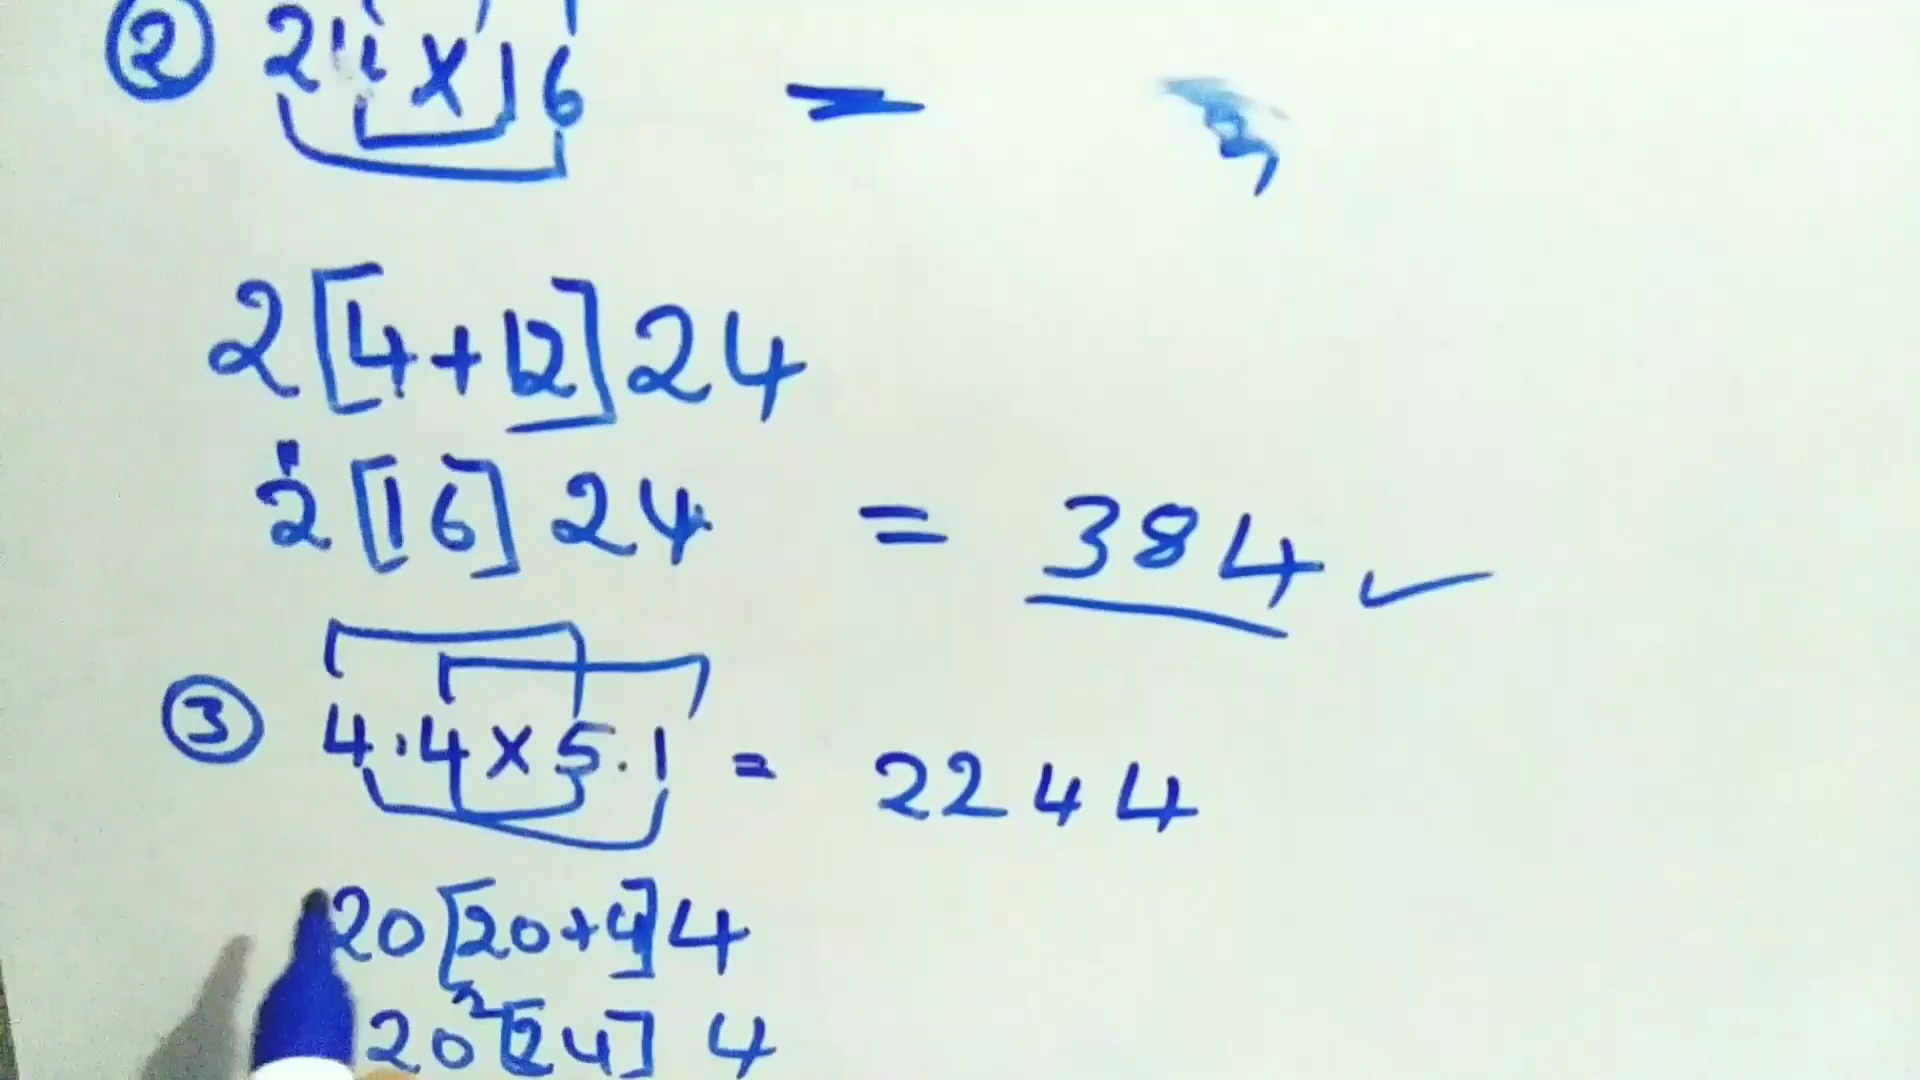 ② 24 x 16 =
2[4+12]24
2[16] 24 = 384 ✓
③ 4.4 x 5.1 = 2244
20[20+4]4
20²[24] 4